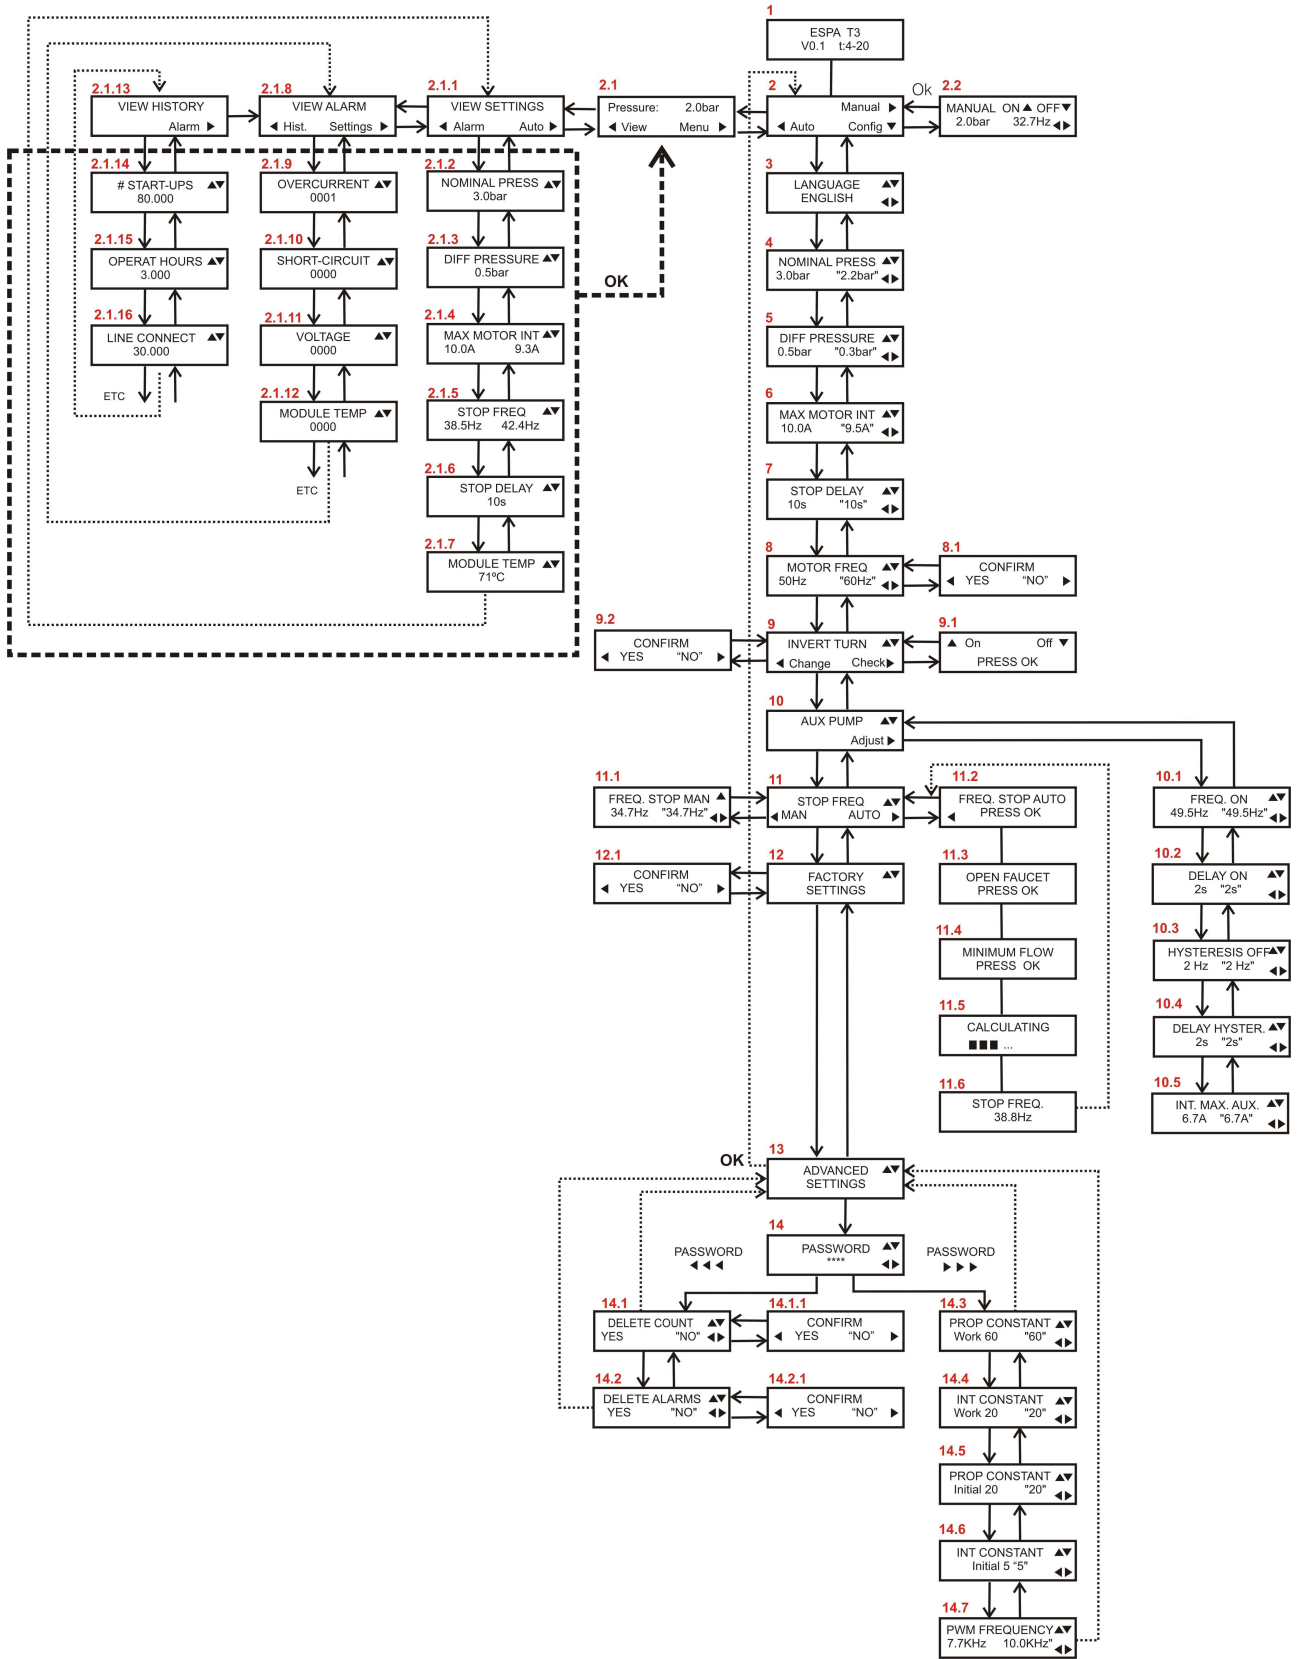 1
ESPA T3
V0.1 t:4-20
2.1.13
VIEW HISTORY
Alarm ▶
2.1.8
VIEW ALARM
◀ Hist. Settings ▶
2.1.1
VIEW SETTINGS
◀ Alarm Auto ▶
2.1
Pressure: 2.0bar
◀ View Menu ▶
2
Manual ▶
◀ Auto Config ▼
Ok
2.2
MANUAL ON ▲ OFF▼
2.0bar 32.7Hz ◀▶
2.1.14
# START-UPS ▲▼
80.000
2.1.9
OVERCURRENT ▲▼
0001
2.1.2
NOMINAL PRESS ▲▼
3.0bar
3
LANGUAGE ▲▼
ENGLISH ◀▶
2.1.15
OPERAT HOURS ▲▼
3.000
2.1.10
SHORT-CIRCUIT ▲▼
0000
2.1.3
DIFF PRESSURE ▲▼
0.5bar
OK
4
NOMINAL PRESS ▲▼
3.0bar "2.2bar" ◀▶
2.1.16
LINE CONNECT ▲▼
30.000
ETC
2.1.11
VOLTAGE ▲▼
0000
2.1.4
MAX MOTOR INT ▲▼
10.0A 9.3A
5
DIFF PRESSURE ▲▼
0.5bar "0.3bar" ◀▶
2.1.12
MODULE TEMP ▲▼
0000
ETC
2.1.5
STOP FREQ ▲▼
38.5Hz 42.4Hz
6
MAX MOTOR INT ▲▼
10.0A "9.5A" ◀▶
2.1.6
STOP DELAY ▲▼
10s
7
STOP DELAY ▲▼
10s "10s" ◀▶
2.1.7
MODULE TEMP ▲▼
71ºC
8
MOTOR FREQ ▲▼
50Hz "60Hz" ◀▶
8.1
CONFIRM
◀ YES “NO” ▶
9.2
CONFIRM
◀ YES “NO” ▶
9
INVERT TURN ▲▼
◀ Change Check▶
9.1
▲ On Off ▼
PRESS OK
10
AUX PUMP ▲▼
Adjust ▶
11.1
FREQ. STOP MAN ▲
34.7Hz "34.7Hz" ◀▶
11
STOP FREQ ▲▼
◀MAN AUTO ▶
11.2
FREQ. STOP AUTO
◀ PRESS OK
10.1
FREQ. ON ▲▼
49.5Hz "49.5Hz" ◀▶
12.1
CONFIRM
◀ YES “NO” ▶
12
FACTORY ▲▼
SETTINGS
11.3
OPEN FAUCET
PRESS OK
10.2
DELAY ON ▲▼
2s "2s" ◀▶
11.4
MINIMUM FLOW
PRESS OK
10.3
HYSTERESIS OFF▲▼
2 Hz "2 Hz" ◀▶
11.5
CALCULATING
■■■ ...
10.4
DELAY HYSTER. ▲▼
2s "2s" ◀▶
11.6
STOP FREQ.
38.8Hz
10.5
INT. MAX. AUX. ▲▼
6.7A "6.7A" ◀▶
OK
13
ADVANCED ▲▼
SETTINGS
14
PASSWORD ▲▼
**** ◀▶
PASSWORD
◀ ◀ ◀
PASSWORD
▶ ▶ ▶
14.1
DELETE COUNT ▲▼
YES "NO" ◀▶
14.1.1
CONFIRM
◀ YES “NO” ▶
14.3
PROP CONSTANT ▲▼
Work 60 "60" ◀▶
14.2
DELETE ALARMS ▲▼
YES "NO" ◀▶
14.2.1
CONFIRM
◀ YES “NO” ▶
14.4
INT CONSTANT ▲▼
Work 20 "20" ◀▶
14.5
PROP CONSTANT ▲▼
Initial 20 "20" ◀▶
14.6
INT CONSTANT ▲▼
Initial 5 “5" ◀▶
14.7
PWM FREQUENCY▲▼
7.7KHz 10.0KHz" ◀▶